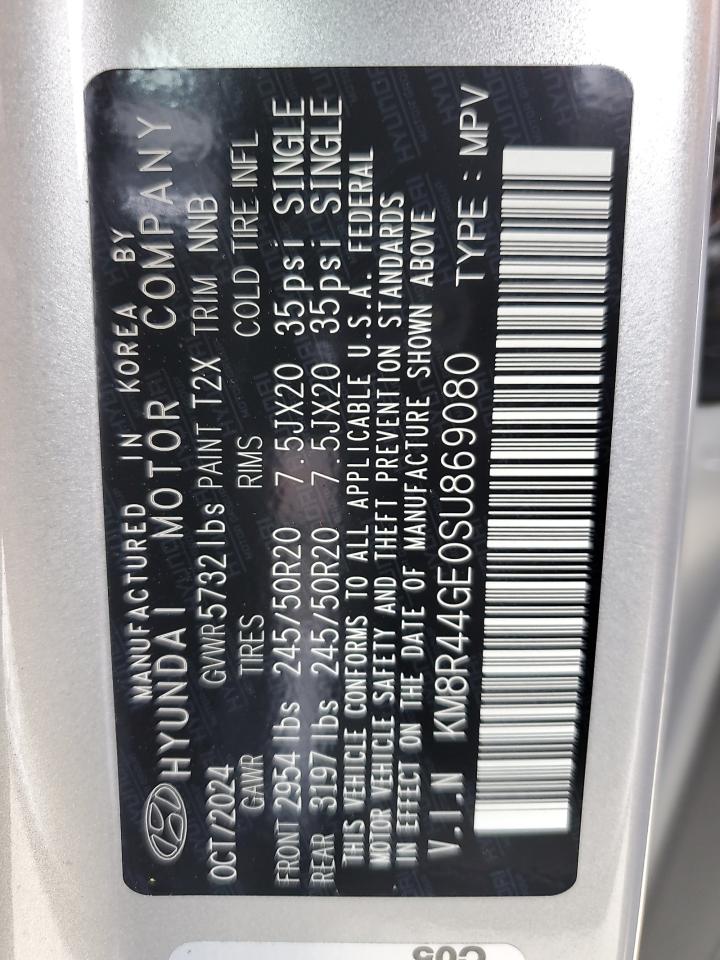 MANUFACTURED IN KOREA BY
HYUNDAI MOTOR COMPANY
OCT/2024 GVWR 5732 lbs PAINT T2X TRIM NNB
GAWR TIRES RIMS COLD TIRE INFL
FRONT 2954 lbs 245/50R20 7.5JX20 35psi SINGLE
REAR 3197 lbs 245/50R20 7.5JX20 35psi SINGLE
THIS VEHICLE CONFORMS TO ALL APPLICABLE U.S.A. FEDERAL
MOTOR VEHICLE SAFETY AND THEFT PREVENTION STANDARDS
IN EFFECT ON THE DATE OF MANUFACTURE SHOWN ABOVE
V.I.N KM8R44GE0SU869080 TYPE : MPV